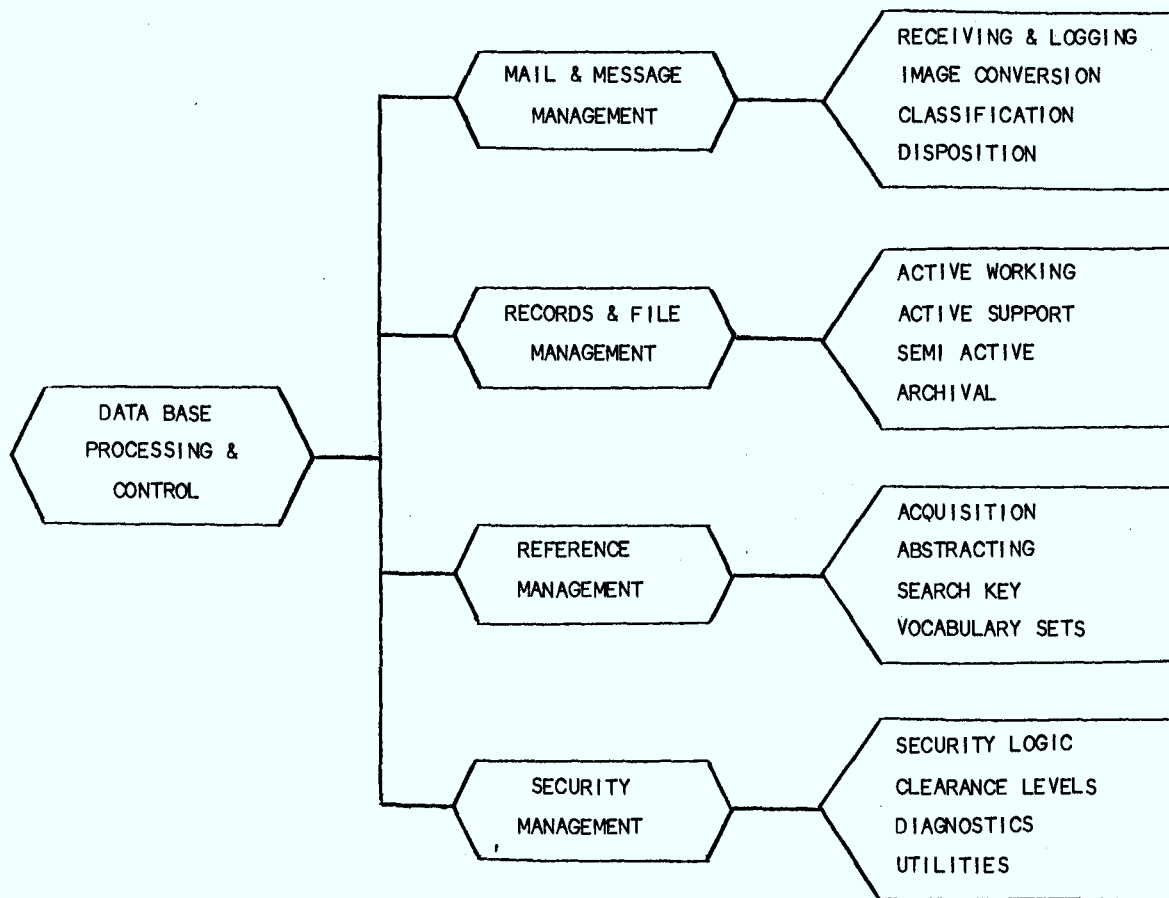 DATA BASE
PROCESSING &
CONTROL
MAIL & MESSAGE
MANAGEMENT
RECEIVING & LOGGING
IMAGE CONVERSION
CLASSIFICATION
DISPOSITION
RECORDS & FILE
MANAGEMENT
ACTIVE WORKING
ACTIVE SUPPORT
SEMI ACTIVE
ARCHIVAL
REFERENCE
MANAGEMENT
ACQUISITION
ABSTRACTING
SEARCH KEY
VOCABULARY SETS
SECURITY
MANAGEMENT
SECURITY LOGIC
CLEARANCE LEVELS
DIAGNOSTICS
UTILITIES